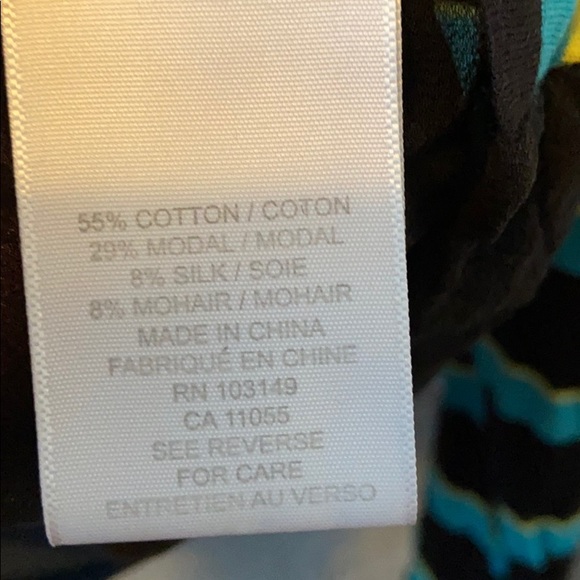 55% COTTON / COTON
29% MODAL / MODAL
8% SILK / SOIE
8% MOHAIR / MOHAIR
MADE IN CHINA
FABRIQUÉ EN CHINE
RN 103149
CA 11055
SEE REVERSE
FOR CARE
ENTRETIEN AU VERSO